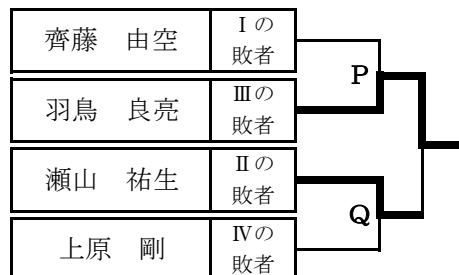 齊藤 由空 Ⅰの敗者
P
羽鳥 良亮 Ⅲの敗者
瀬山 祐生 Ⅱの敗者
Q
上原 剛 Ⅳの敗者